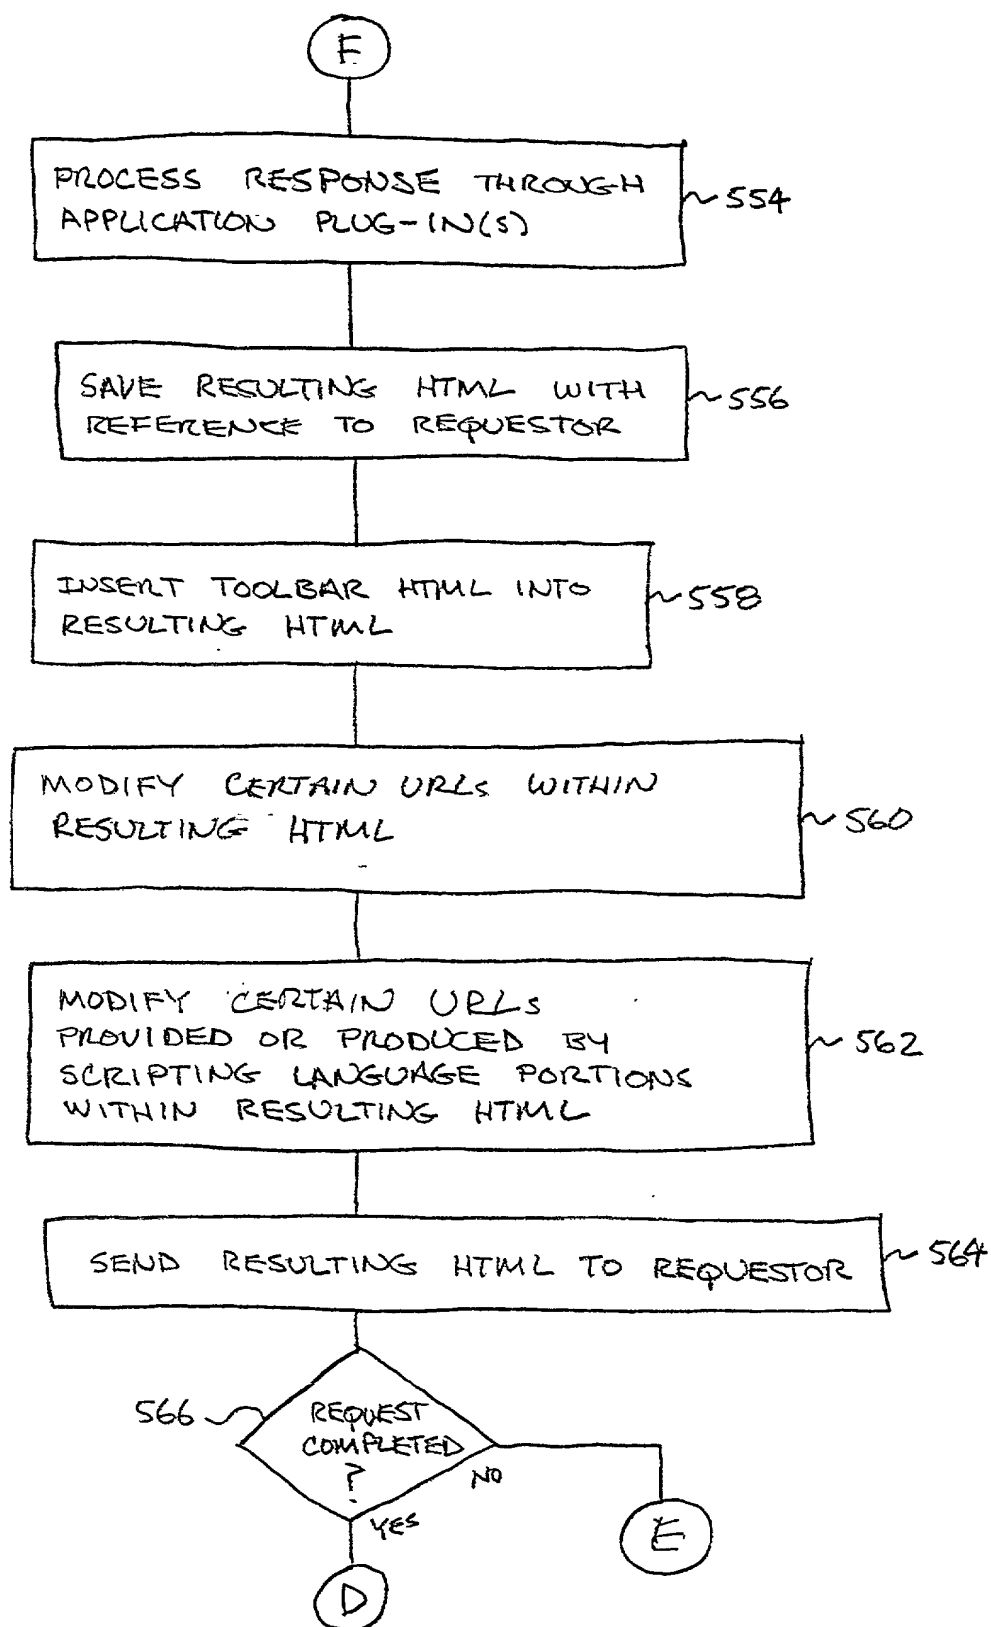 F
PROCESS RESPONSE THROUGH
APPLICATION PLUG-IN(S)
554
SAVE RESULTING HTML WITH
REFERENCE TO REQUESTOR
556
INSERT TOOLBAR HTML INTO
RESULTING HTML
558
MODIFY CERTAIN URLs WITHIN
RESULTING HTML
560
MODIFY CERTAIN URLs
PROVIDED OR PRODUCED BY
SCRIPTING LANGUAGE PORTIONS
WITHIN RESULTING HTML
562
SEND RESULTING HTML TO REQUESTOR
564
566
REQUEST
COMPLETED
?
NO
YES
E
D